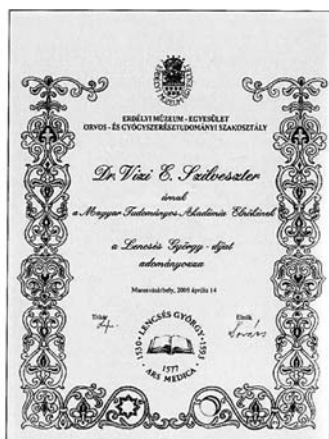 ERDÉLYI MÚZEUM - EGYESÜLET
ORVOS - ÉS GYÓGYSZERÉSZTUDOMÁNYI SZAKOSZTÁLY
Dr. Vizi E. Szilveszter
úrnak
a Magyar Tudományos Akadémia Elnökének
a Lencsés György - díjat
adományozza
Marosvásárhely, 2005 április 14
Titkár
Elnök
1530 · LENCSÉS GYÖRGY · 1593
1577
ARS MEDICA